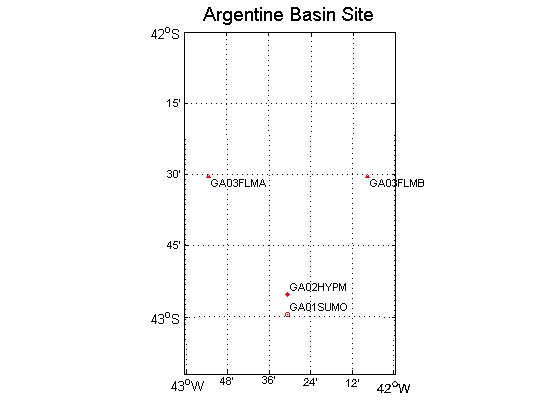 Argentine Basin Site
42°S
15'
30'
GA03FLMA
GA03FLMB
45'
GA02HYPM
GA01SUMO
43°S
43°W
48'
36'
24'
12'
42°W